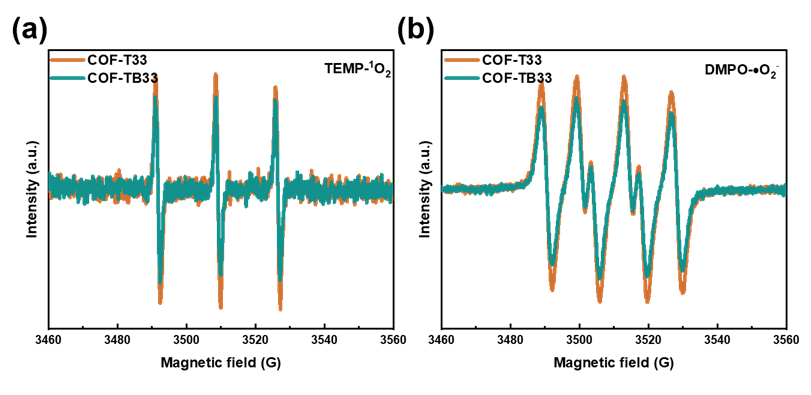 (a)
COF-T33
COF-TB33
TEMP-¹O₂
Intensity (a.u.)
3460 3480 3500 3520 3540 3560
Magnetic field (G)
(b)
COF-T33
COF-TB33
DMPO-•O₂⁻
Intensity (a.u.)
3460 3480 3500 3520 3540 3560
Magnetic field (G)